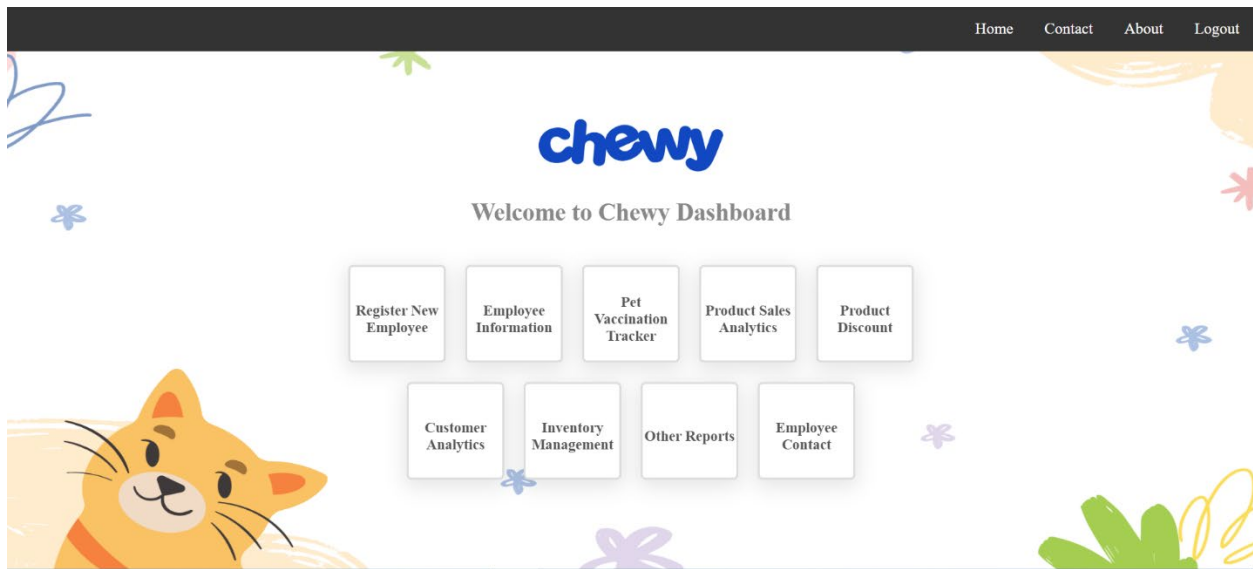 Home Contact About Logout
chewy
Welcome to Chewy Dashboard
Register New
Employee
Employee
Information
Pet
Vaccination
Tracker
Product Sales
Analytics
Product
Discount
Customer
Analytics
Inventory
Management
Other Reports
Employee
Contact